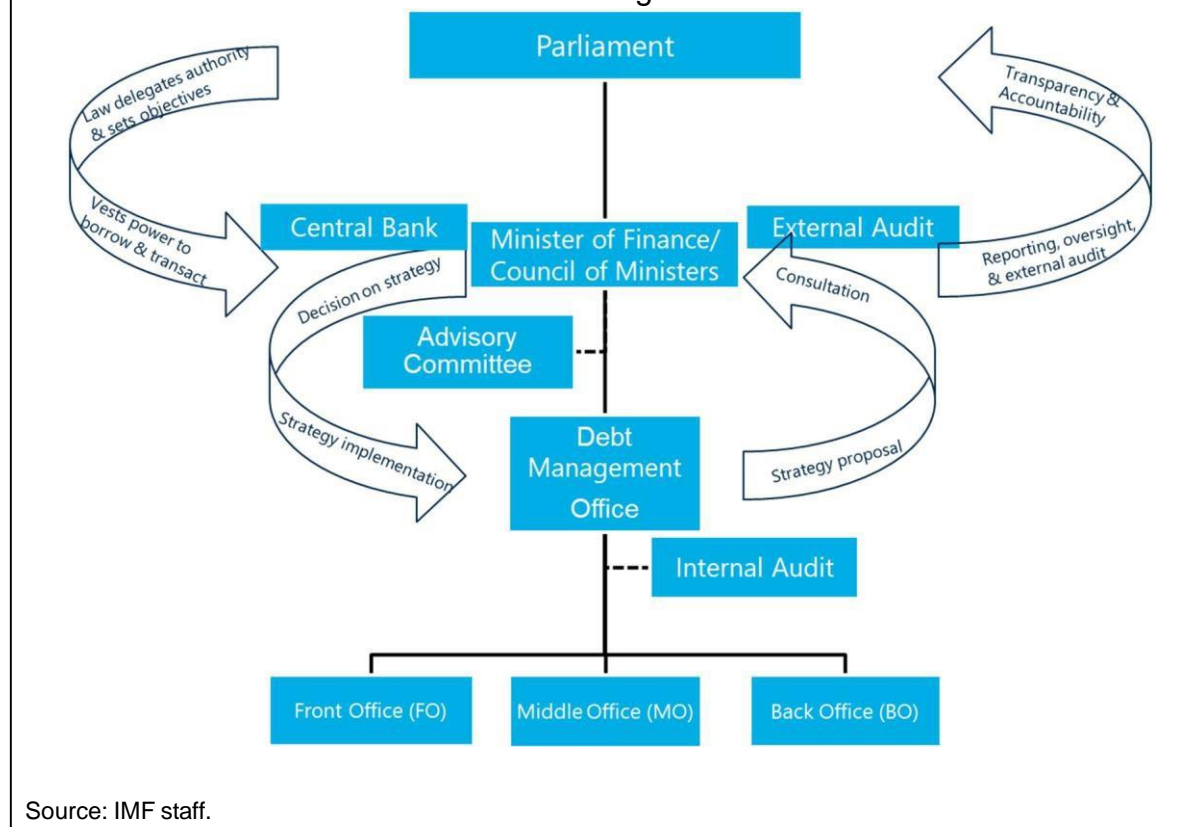 Parliament
Law delegates authority
& sets objectives
Transparency &
Accountability
Vests power to
borrow & transact
Central Bank
Minister of Finance/
Council of Ministers
External Audit
Reporting, oversight,
& external audit
Decision on strategy
Consultation
Advisory
Committee
Strategy implementation
Debt
Management
Office
Strategy proposal
Internal Audit
Front Office (FO)
Middle Office (MO)
Back Office (BO)
Source: IMF staff.